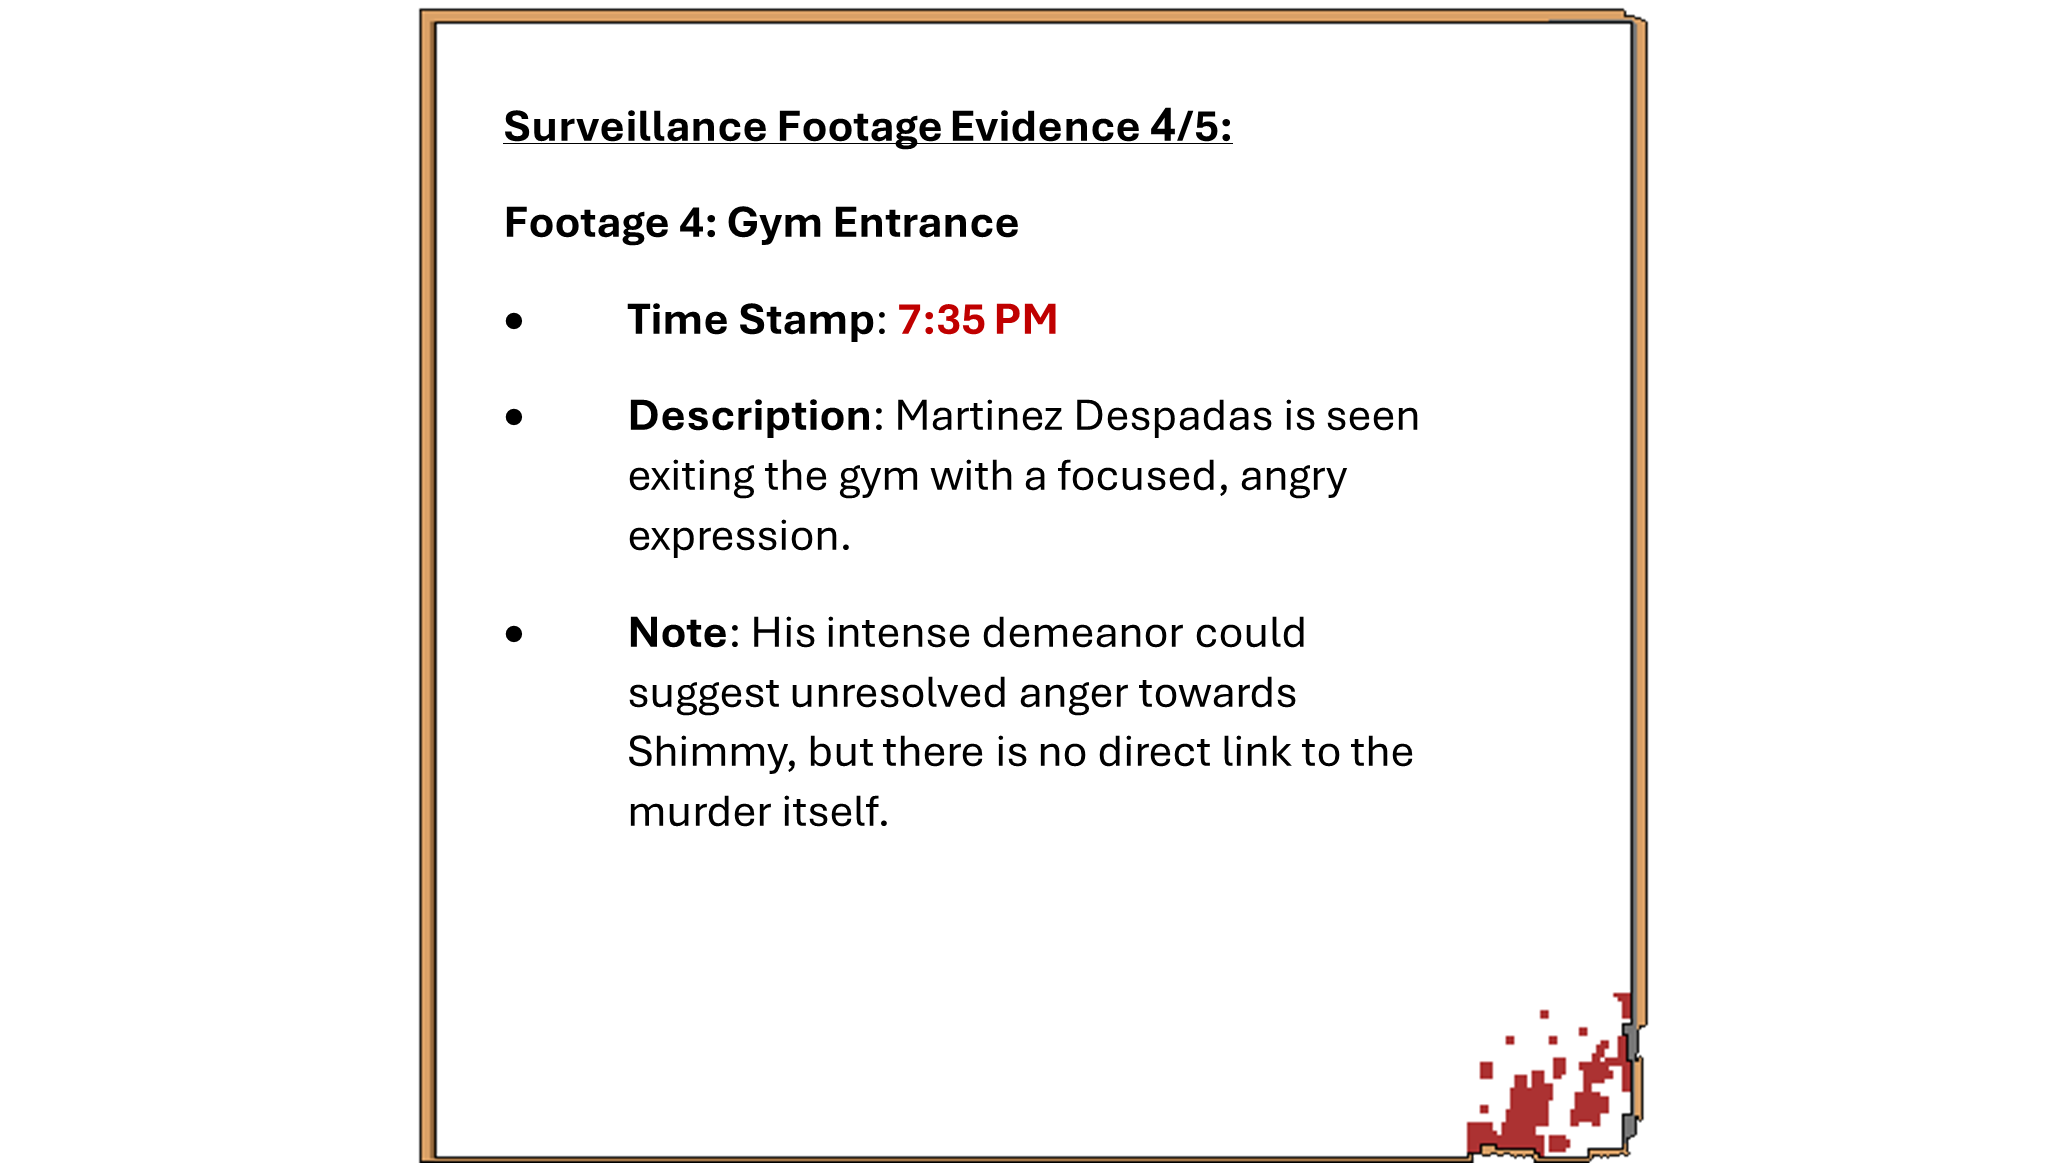 Surveillance Footage Evidence 4/5:
Footage 4: Gym Entrance
• Time Stamp: 7:35 PM
• Description: Martinez Despadas is seen
exiting the gym with a focused, angry
expression.
• Note: His intense demeanor could
suggest unresolved anger towards
Shimmy, but there is no direct link to the
murder itself.